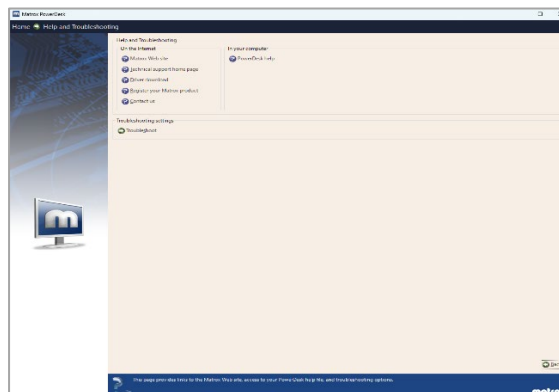 Matrox PowerDesk
Home Help and Troubleshooting
Help and Troubleshooting
On the Internet
In your computer
Matrox Web site
PowerDesk help
Technical support home page
Driver download
Register your Matrox product
Contact us
Troubleshooting settings
Troubleshoot
m
This page provides links to the Matrox Web site, access to your PowerDesk help file, and troubleshooting options.